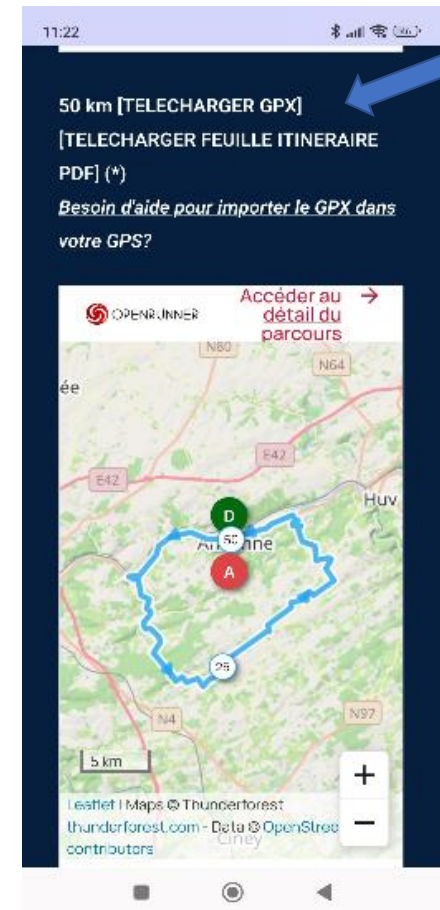 11:22
50 km [TELECHARGER GPX]
[TELECHARGER FEUILLE ITINERAIRE
PDF] (*)
Besoin d'aide pour importer le GPX dans
votre GPS?
OPENRUNNER
Accéder au →
détail du
parcours
N80
N64
ée
E42
E42
Huy
D
50
A
N4
N97
5 km
+
−
Leaflet | Maps © Thunderforest
thunderforest.com - Data © OpenStree
contributors
Ciney